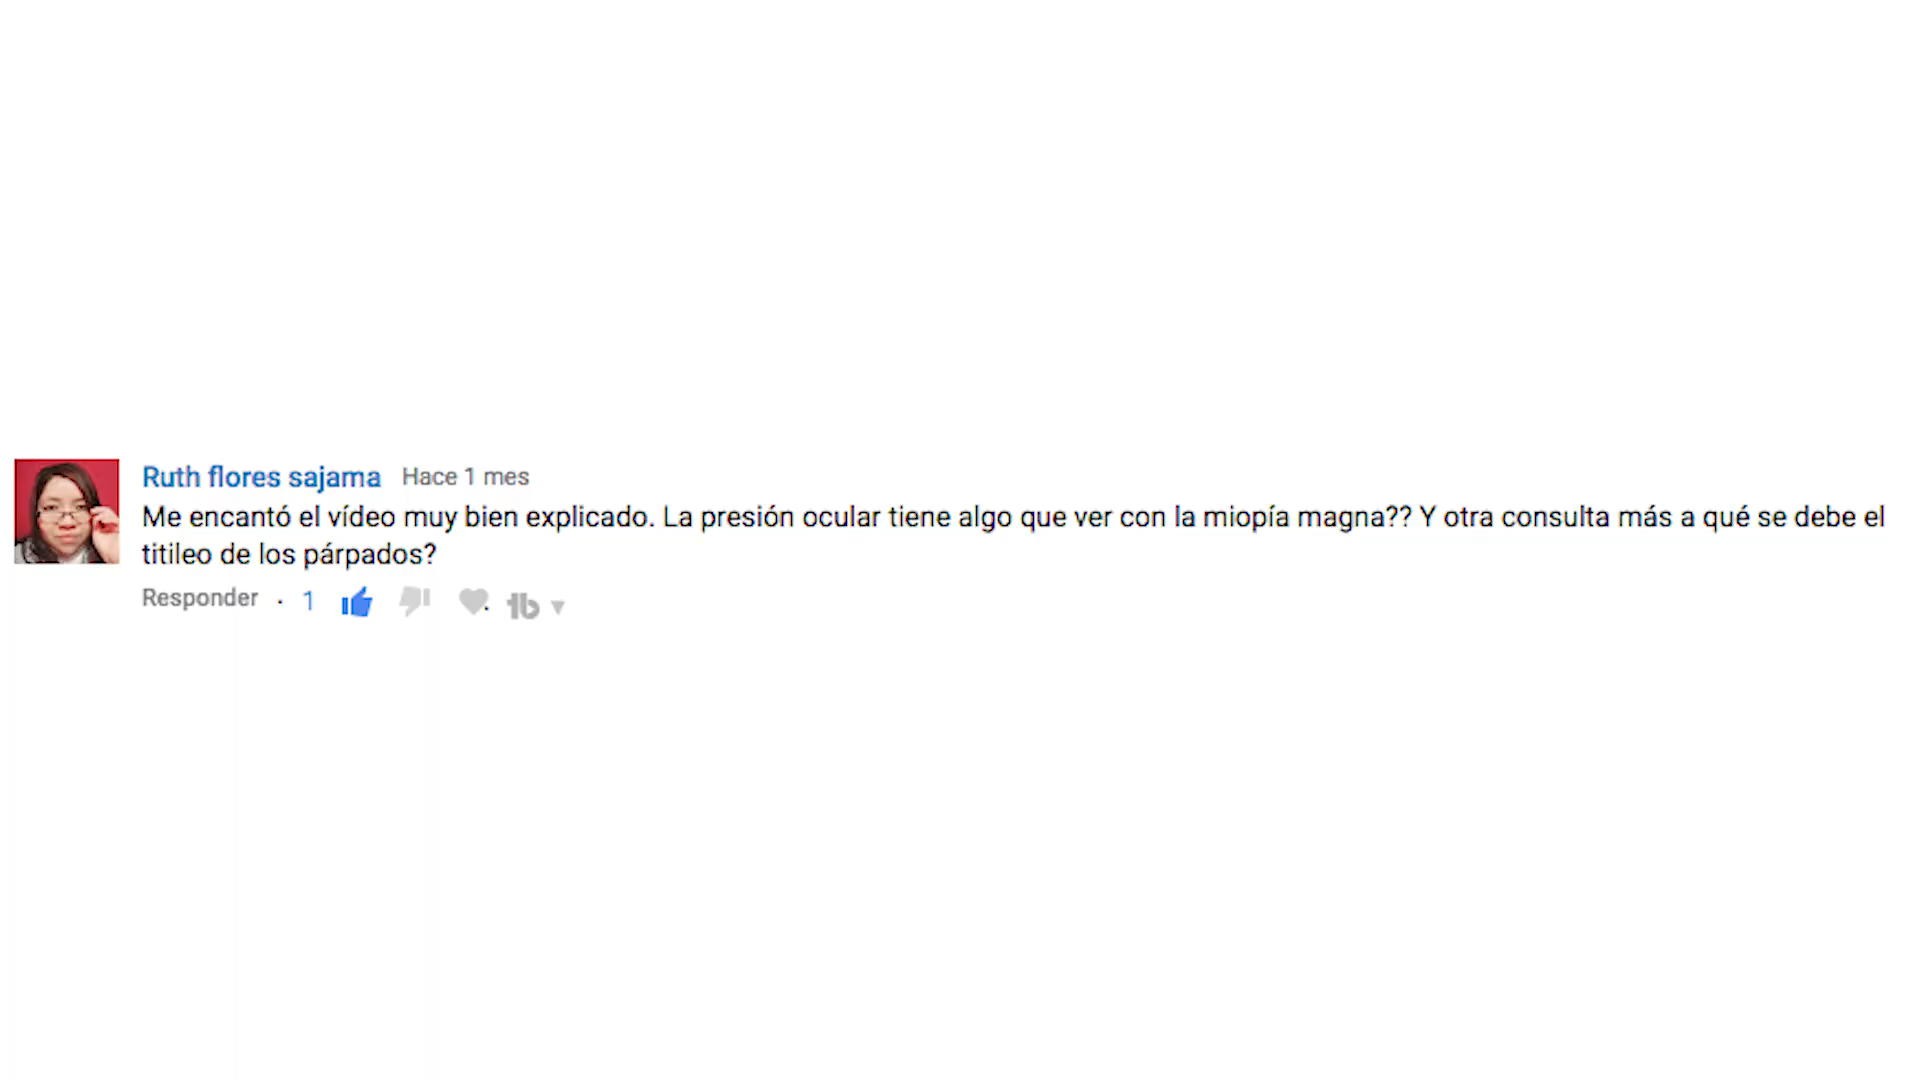 Ruth flores sajama Hace 1 mes
Me encantó el vídeo muy bien explicado. La presión ocular tiene algo que ver con la miopía magna?? Y otra consulta más a qué se debe el
titileo de los párpados?
Responder · 1